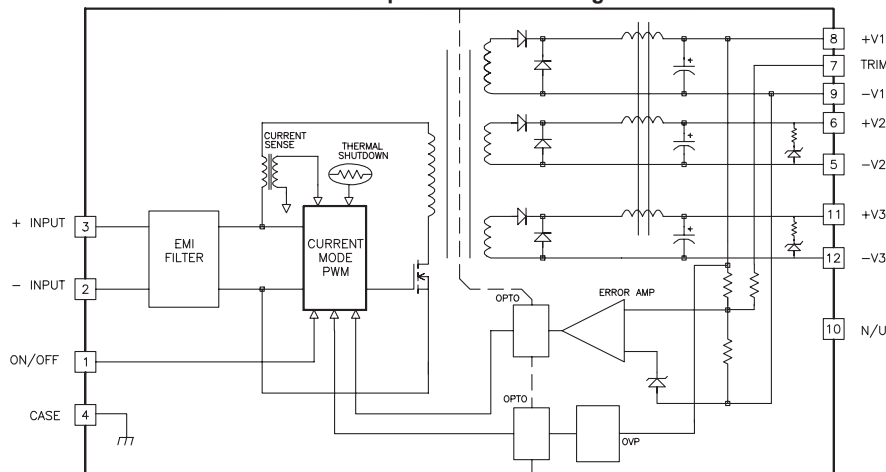 8 +V1
7 TRIM
9 −V1
6 +V2
5 −V2
CURRENT
SENSE
THERMAL
SHUTDOWN
11 +V3
12 −V3
+ INPUT 3
EMI
FILTER
CURRENT
MODE
PWM
− INPUT 2
OPTO
ERROR AMP
10 N/U
ON/OFF 1
OPTO
CASE 4
OVP